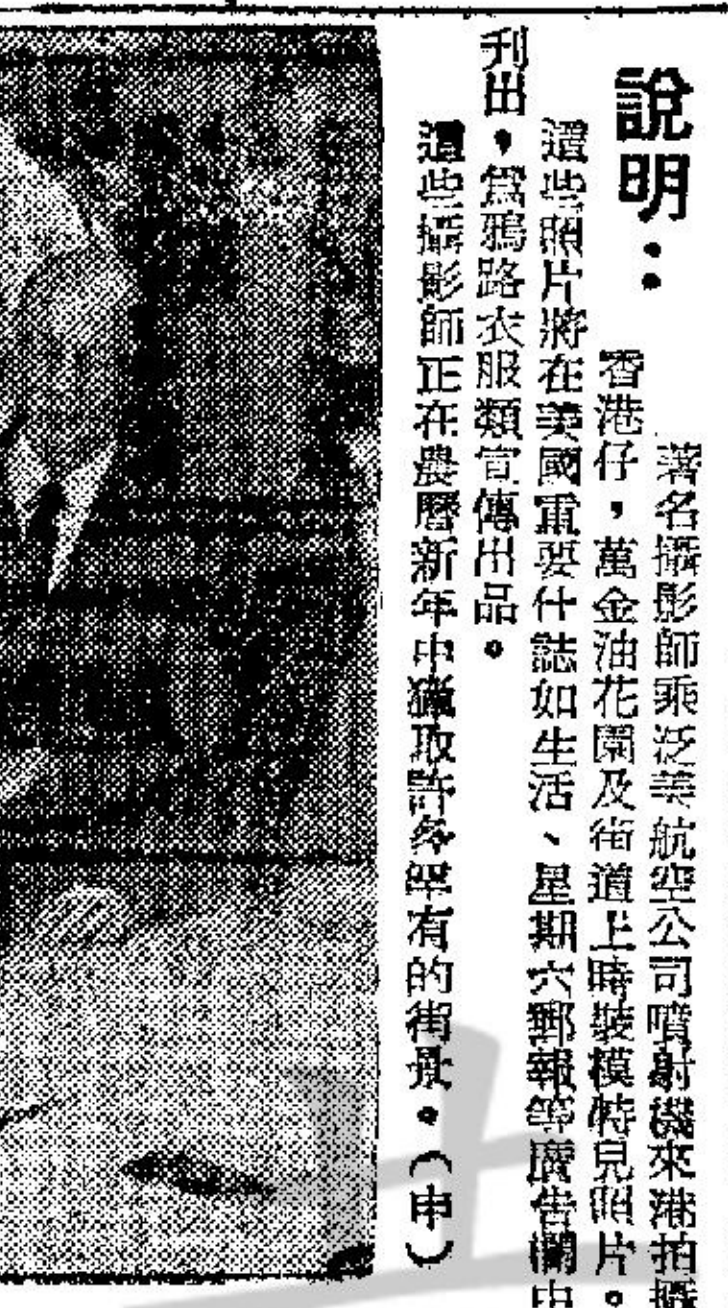 說明：
著名攝影師乘泛美航空公司噴射機來港拍攝
香港仔，萬金油花園及街道上時裝模特兒照片。
這些照片將在美國重要什誌如生活、星期六郵報等廣告欄中
刋出，為鴉路衣服類宣傳出品。
這些攝影師正在農曆新年中獵取許多罕有的街景。（申）